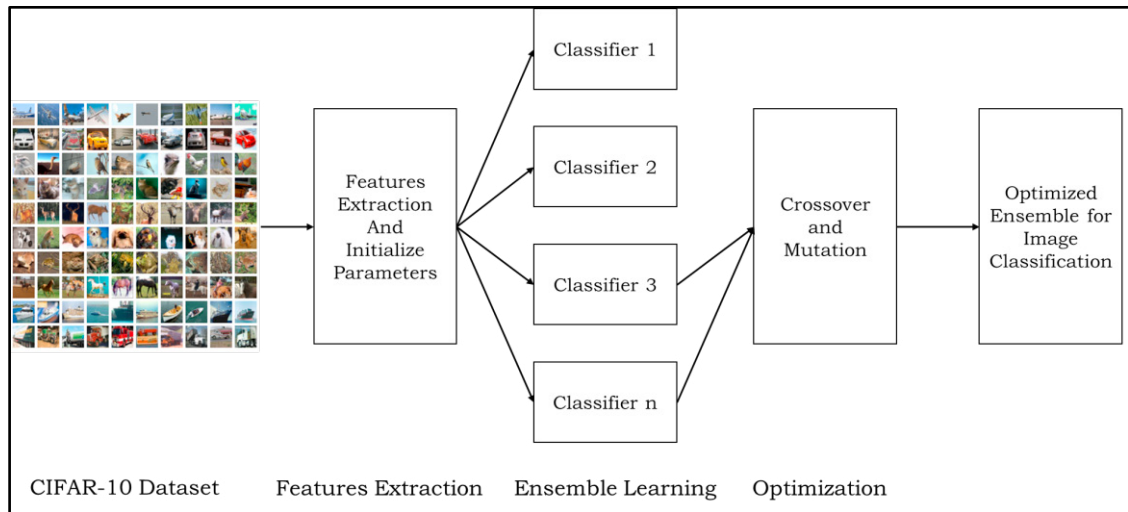 Classifier 1
Features
Extraction
And
Initialize
Parameters
Classifier 2
Classifier 3
Classifier n
Crossover
and
Mutation
Optimized
Ensemble for
Image
Classification
CIFAR-10 Dataset
Features Extraction
Ensemble Learning
Optimization